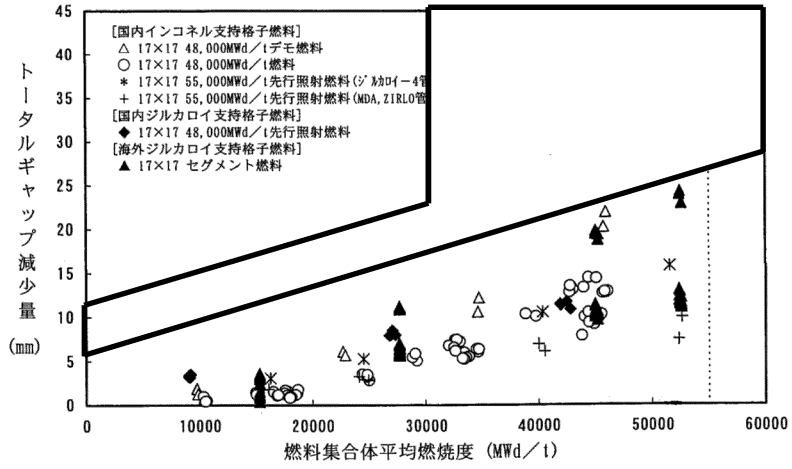 45
40
35
30
25
20
15
10
5
0
トータルギャップ減少量
(mm)
[国内インコネル支持格子燃料]
△ 17×17 48,000MWd/tデモ燃料
○ 17×17 48,000MWd/t燃料
* 17×17 55,000MWd/t先行照射燃料(ジルカロイ-4管
+ 17×17 55,000MWd/t先行照射燃料(MDA,ZIRLO管
[国内ジルカロイ支持格子燃料]
◆ 17×17 48,000MWd/t先行照射燃料
[海外ジルカロイ支持格子燃料]
▲ 17×17 セグメント燃料
0 10000 20000 30000 40000 50000 60000
燃料集合体平均燃焼度 (MWd/t)